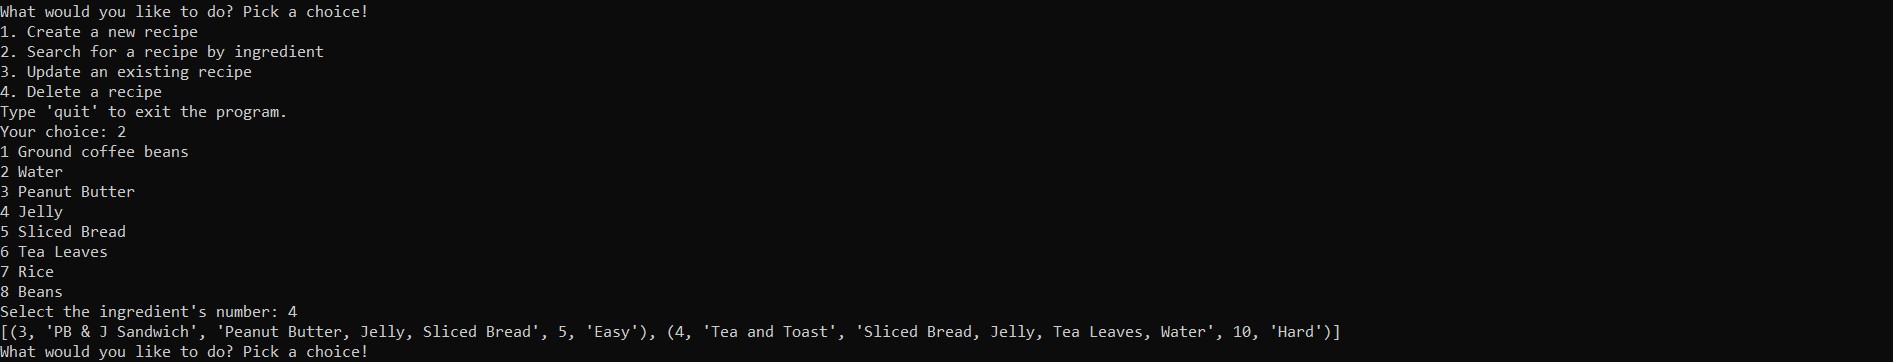 What would you like to do? Pick a choice!
1. Create a new recipe
2. Search for a recipe by ingredient
3. Update an existing recipe
4. Delete a recipe
Type 'quit' to exit the program.
Your choice: 2
1 Ground coffee beans
2 Water
3 Peanut Butter
4 Jelly
5 Sliced Bread
6 Tea Leaves
7 Rice
8 Beans
Select the ingredient's number: 4
[(3, 'PB & J Sandwich', 'Peanut Butter, Jelly, Sliced Bread', 5, 'Easy'), (4, 'Tea and Toast', 'Sliced Bread, Jelly, Tea Leaves, Water', 10, 'Hard')]
What would you like to do? Pick a choice!